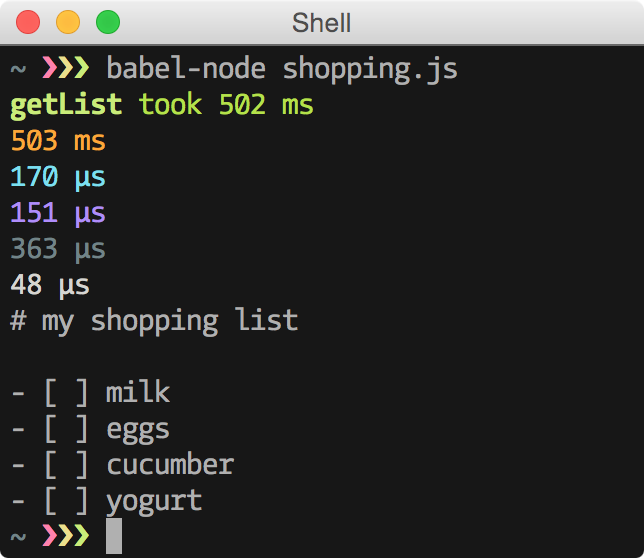 Shell
~ ❯❯❯ babel-node shopping.js
getList took 502 ms
503 ms
170 μs
151 μs
363 μs
48 μs
# my shopping list

- [ ] milk
- [ ] eggs
- [ ] cucumber
- [ ] yogurt
~ ❯❯❯